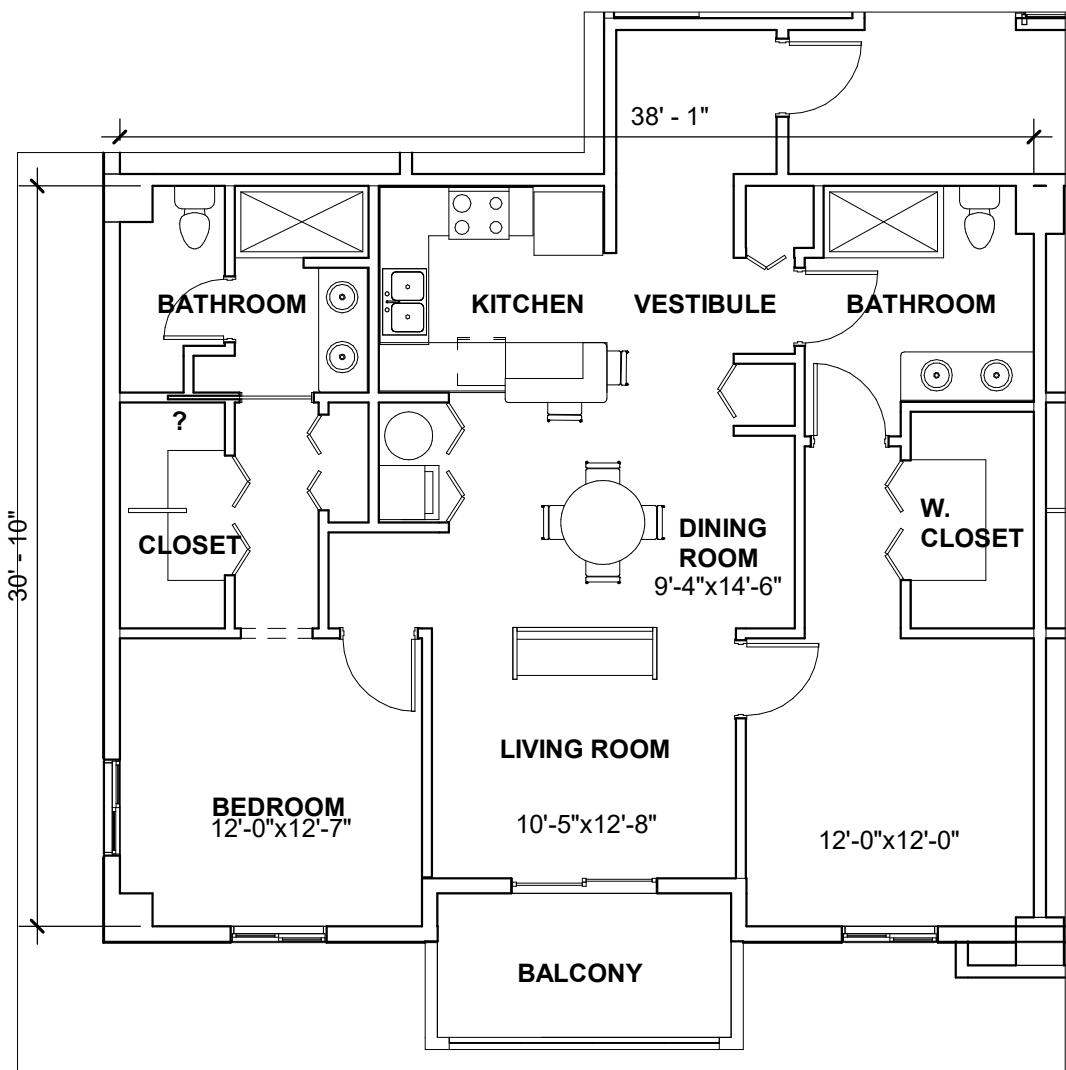 38' - 1"
BATHROOM
KITCHEN
VESTIBULE
BATHROOM
?
30' - 10"
CLOSET
DINING
ROOM
9'-4"x14'-6"
W.
CLOSET
LIVING ROOM
10'-5"x12'-8"
BEDROOM
12'-0"x12'-7"
12'-0"x12'-0"
BALCONY